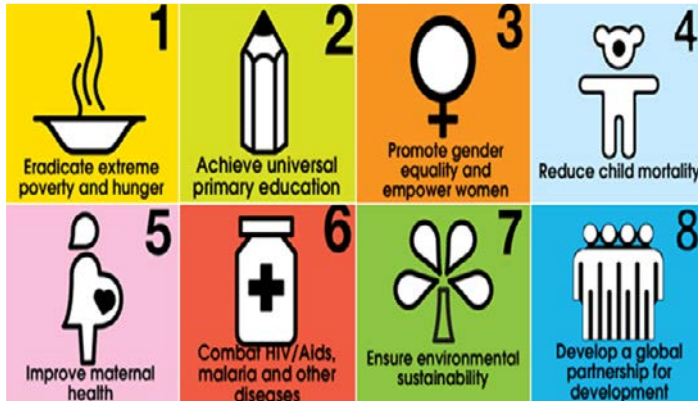 1
Eradicate extreme
poverty and hunger
2
Achieve universal
primary education
3
Promote gender
equality and
empower women
4
Reduce child mortality
5
Improve maternal
health
6
Combat HIV/Aids,
malaria and other
diseases
7
Ensure environmental
sustainability
8
Develop a global
partnership for
development